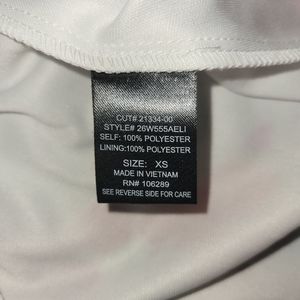 CUT# 21334-00
STYLE# 26W555AELI
SELF: 100% POLYESTER
LINING:100% POLYESTER
SIZE: XS
MADE IN VIETNAM
RN# 106289
SEE REVERSE SIDE FOR CARE